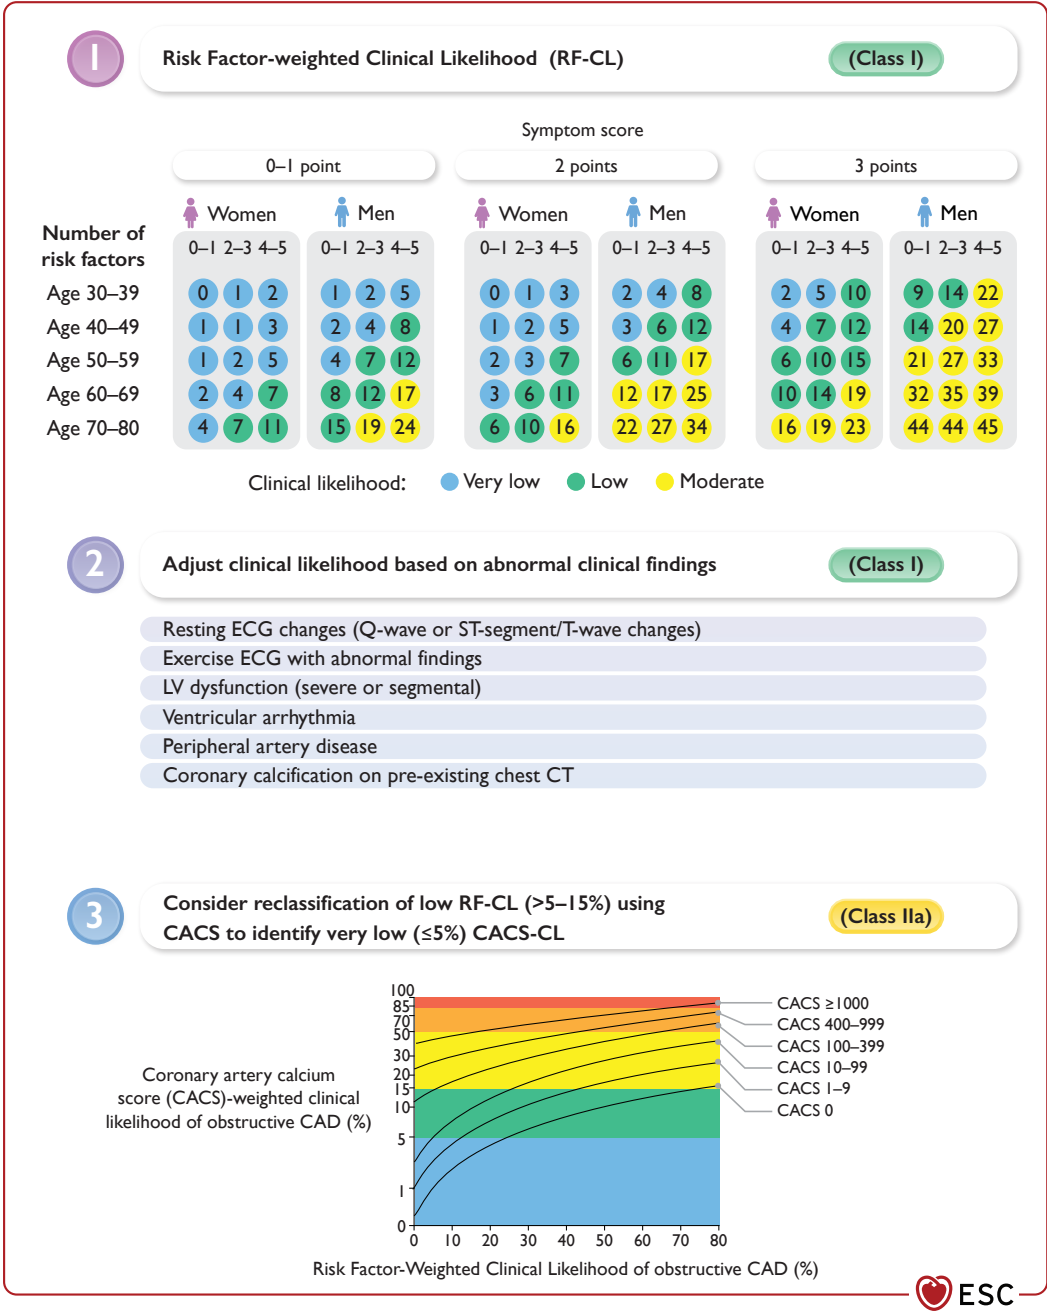 1
Risk Factor-weighted Clinical Likelihood (RF-CL)
(Class I)
Symptom score
0–1 point
2 points
3 points
Women Men Women Men Women Men
Number of
risk factors
0–1 2–3 4–5 0–1 2–3 4–5 0–1 2–3 4–5 0–1 2–3 4–5 0–1 2–3 4–5 0–1 2–3 4–5
Age 30–39 0 1 2 1 2 5 0 1 3 2 4 8 2 5 10 9 14 22
Age 40–49 1 1 3 2 4 8 1 2 5 3 6 12 4 7 12 14 20 27
Age 50–59 1 2 5 4 7 12 2 3 7 6 11 17 6 10 15 21 27 33
Age 60–69 2 4 7 8 12 17 3 6 11 12 17 25 10 14 19 32 35 39
Age 70–80 4 7 11 15 19 24 6 10 16 22 27 34 16 19 23 44 44 45
Clinical likelihood: Very low Low Moderate
2
Adjust clinical likelihood based on abnormal clinical findings
(Class I)
Resting ECG changes (Q-wave or ST-segment/T-wave changes)
Exercise ECG with abnormal findings
LV dysfunction (severe or segmental)
Ventricular arrhythmia
Peripheral artery disease
Coronary calcification on pre-existing chest CT
3
Consider reclassification of low RF-CL (>5–15%) using
CACS to identify very low (≤5%) CACS-CL
(Class IIa)
Coronary artery calcium
score (CACS)-weighted clinical
likelihood of obstructive CAD (%)
100
85
70
50
30
20
15
10
5
1
0
CACS ≥1000
CACS 400–999
CACS 100–399
CACS 10–99
CACS 1–9
CACS 0
0 10 20 30 40 50 60 70 80
Risk Factor-Weighted Clinical Likelihood of obstructive CAD (%)
ESC